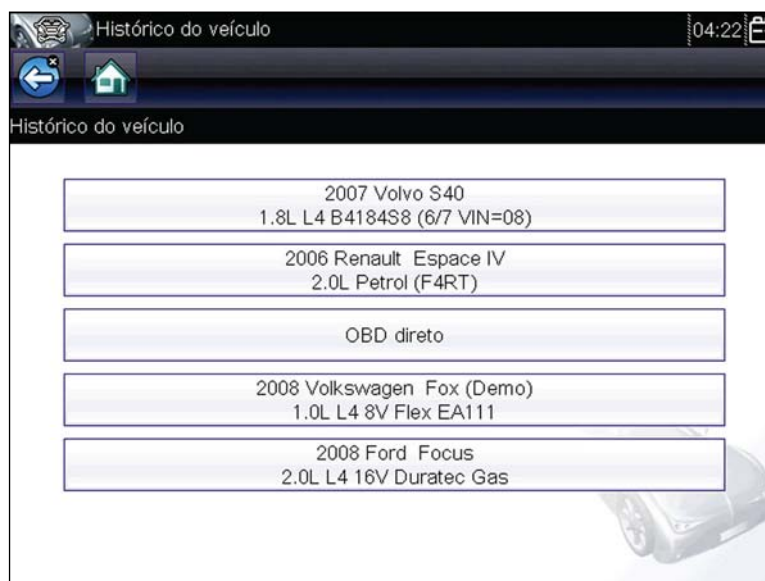 Histórico do veículo
04:22
Histórico do veículo
2007 Volvo S40
1.8L L4 B4184S8 (6/7 VIN=08)
2006 Renault Espace IV
2.0L Petrol (F4RT)
OBD direto
2008 Volkswagen Fox (Demo)
1.0L L4 8V Flex EA111
2008 Ford Focus
2.0L L4 16V Duratec Gas